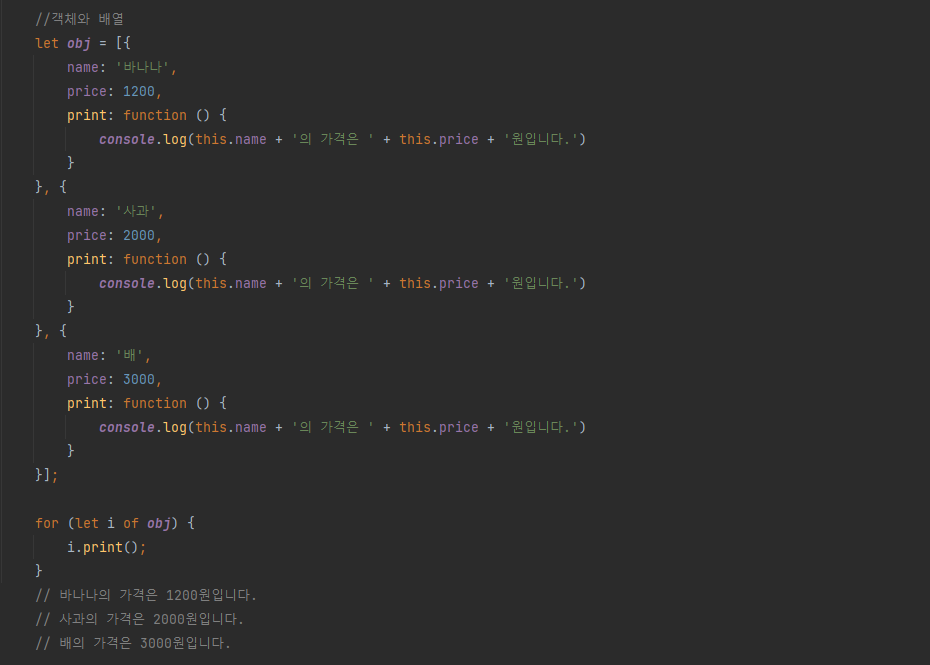 //객체와 배열
let obj = [{
    name: '바나나',
    price: 1200,
    print: function () {
        console.log(this.name + '의 가격은 ' + this.price + '원입니다.')
    }
}, {
    name: '사과',
    price: 2000,
    print: function () {
        console.log(this.name + '의 가격은 ' + this.price + '원입니다.')
    }
}, {
    name: '배',
    price: 3000,
    print: function () {
        console.log(this.name + '의 가격은 ' + this.price + '원입니다.')
    }
}];

for (let i of obj) {
    i.print();
}
// 바나나의 가격은 1200원입니다.
// 사과의 가격은 2000원입니다.
// 배의 가격은 3000원입니다.